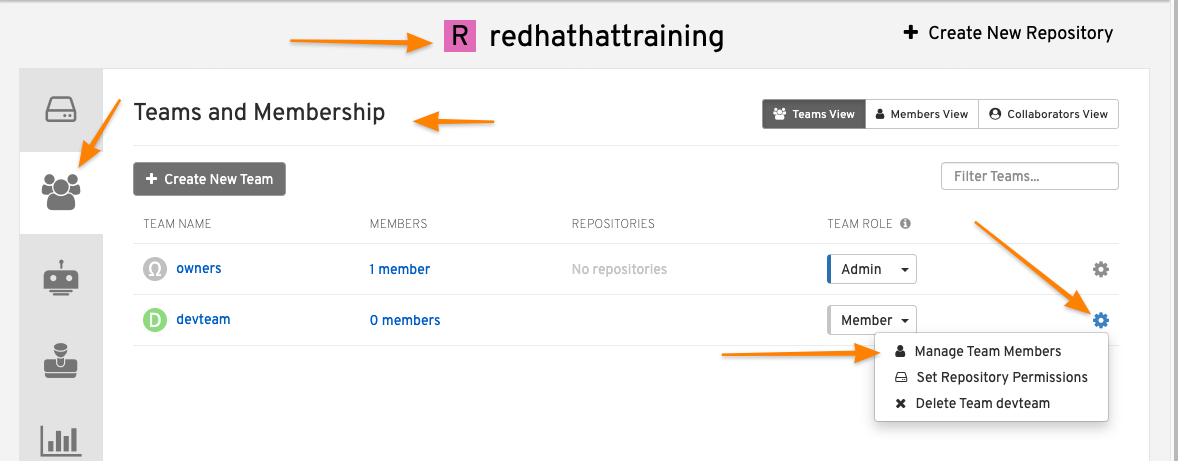 R redhathattraining
+ Create New Repository
Teams and Membership
Teams View Members View Collaborators View
+ Create New Team
Filter Teams...
TEAM NAME MEMBERS REPOSITORIES TEAM ROLE
Ω owners 1 member No repositories Admin
D devteam 0 members Member
Manage Team Members
Set Repository Permissions
Delete Team devteam